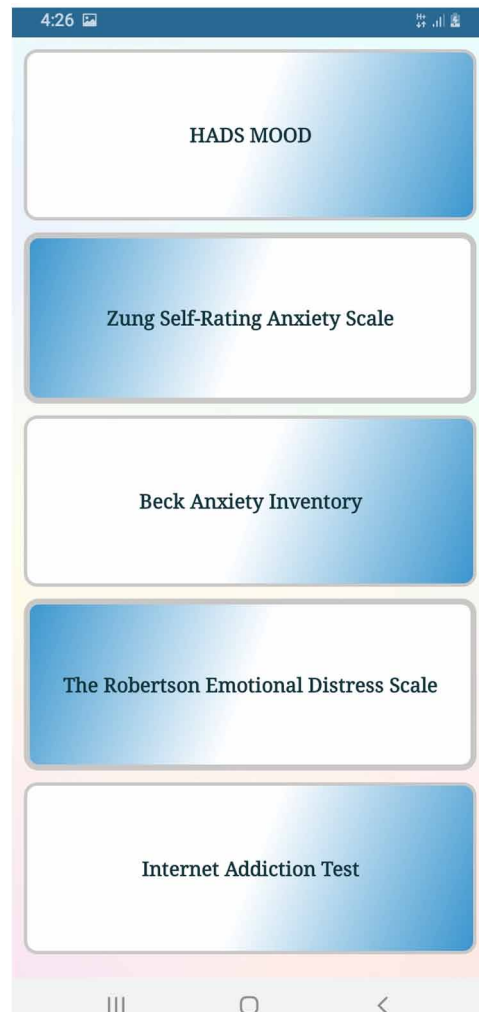 4:26
HADS MOOD
Zung Self-Rating Anxiety Scale
Beck Anxiety Inventory
The Robertson Emotional Distress Scale
Internet Addiction Test